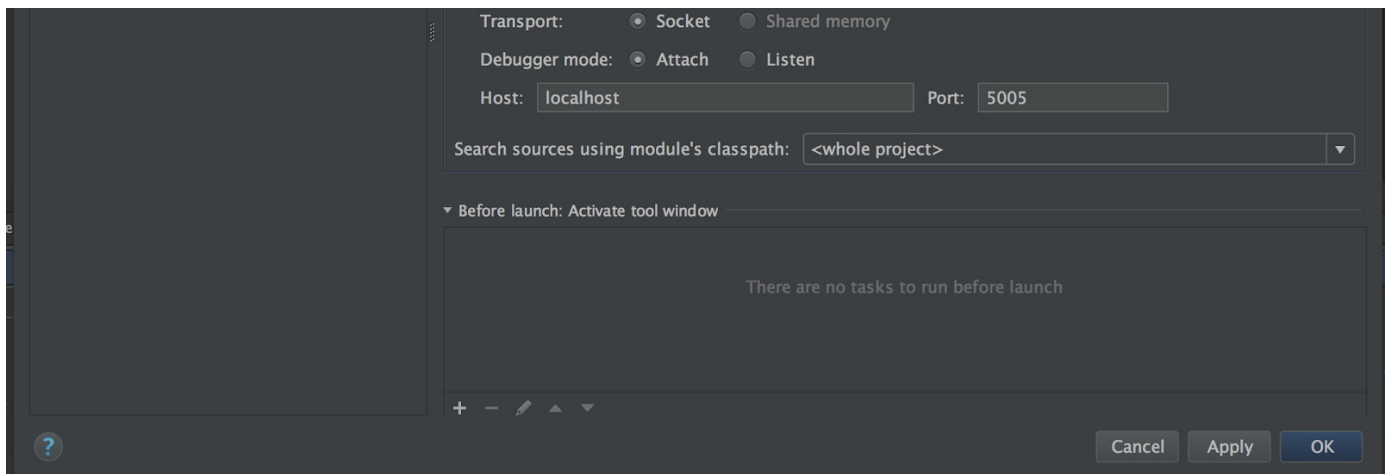 Transport: Socket Shared memory
Debugger mode: Attach Listen
Host: localhost Port: 5005
Search sources using module's classpath: <whole project>
Before launch: Activate tool window
e
There are no tasks to run before launch
?
Cancel Apply OK